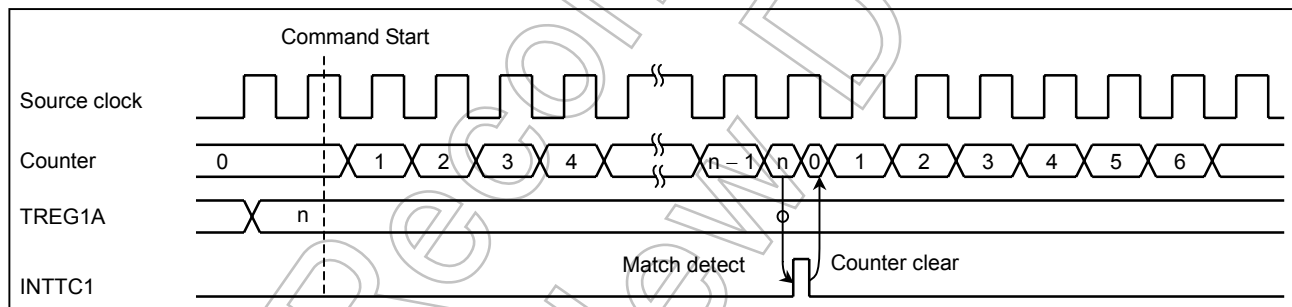 Command Start
Source clock
Counter 0 1 2 3 4 n – 1 n 0 1 2 3 4 5 6
TREG1A n
Match detect Counter clear
INTTC1